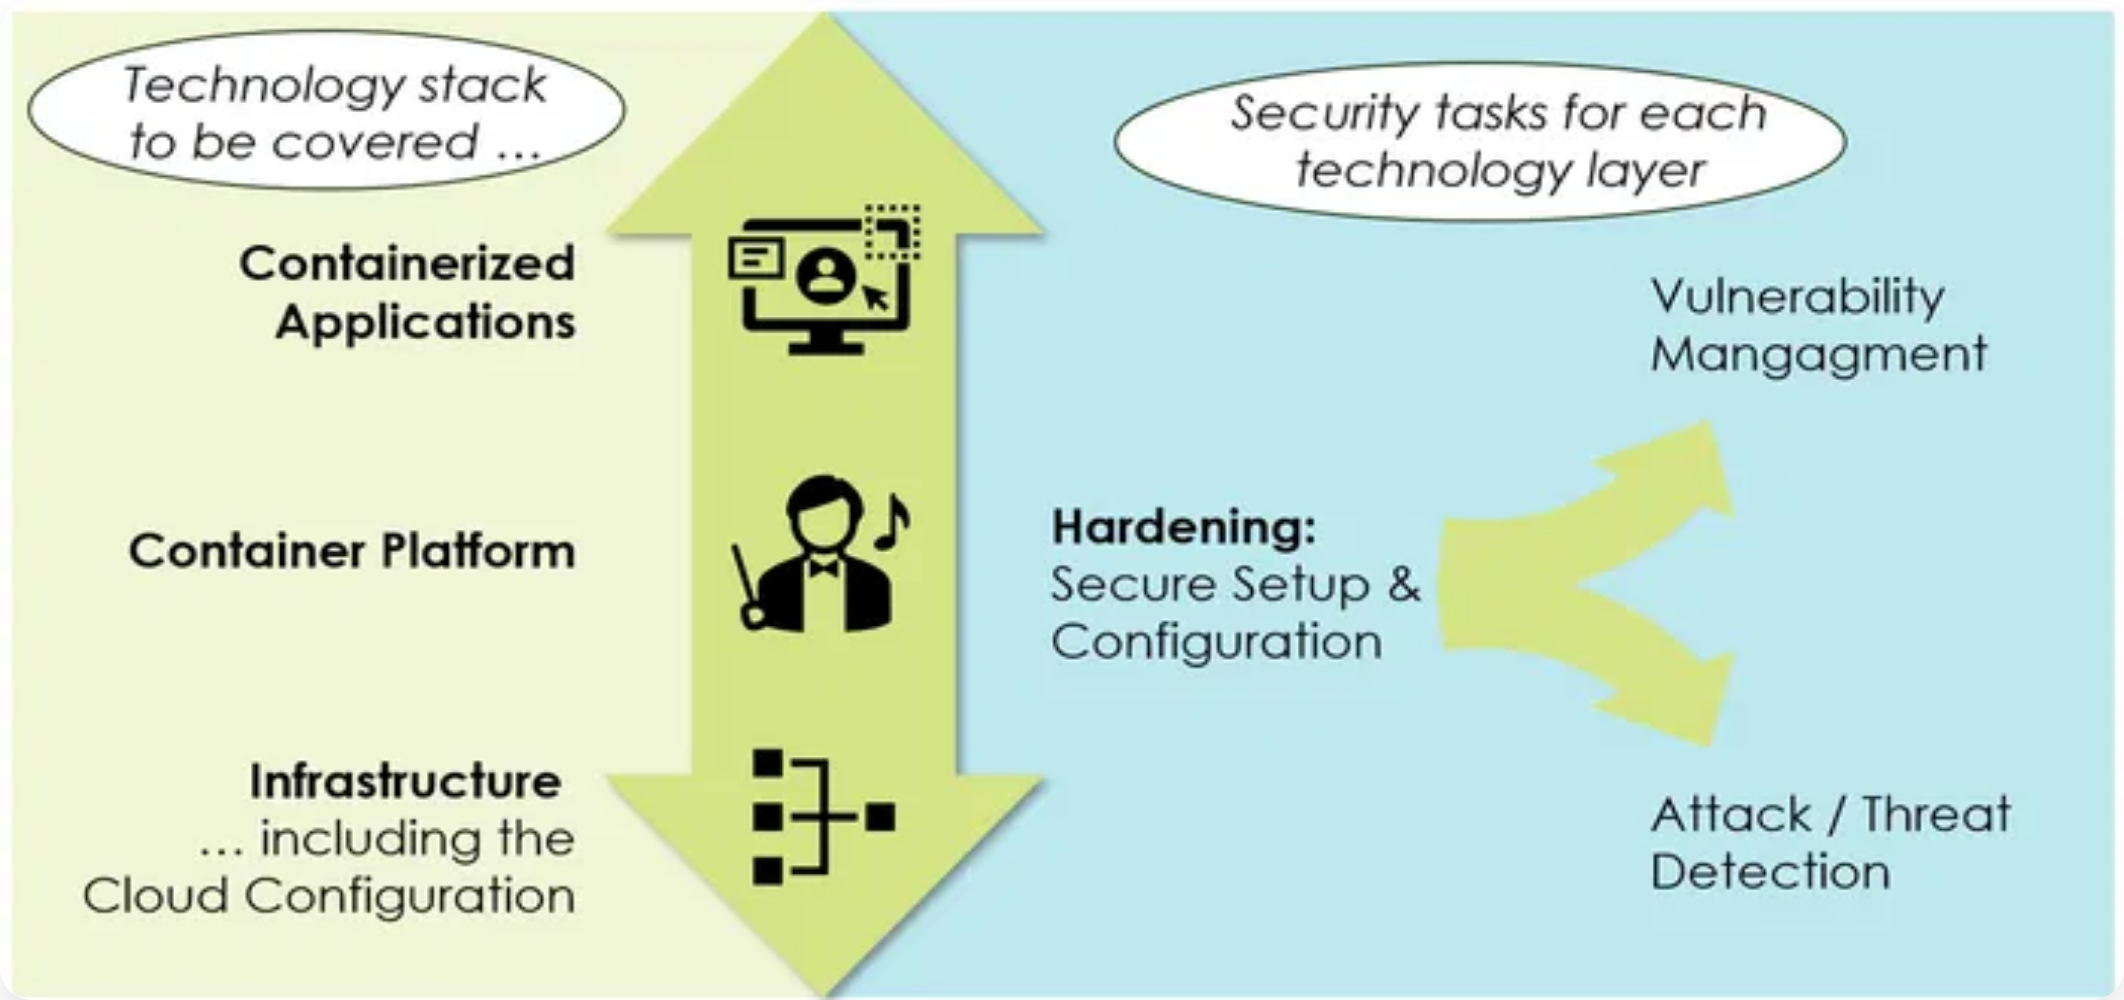 Technology stack
to be covered ...
Containerized
Applications
Container Platform
Infrastructure
... including the
Cloud Configuration
Security tasks for each
technology layer
Hardening:
Secure Setup &
Configuration
Vulnerability
Mangagment
Attack / Threat
Detection